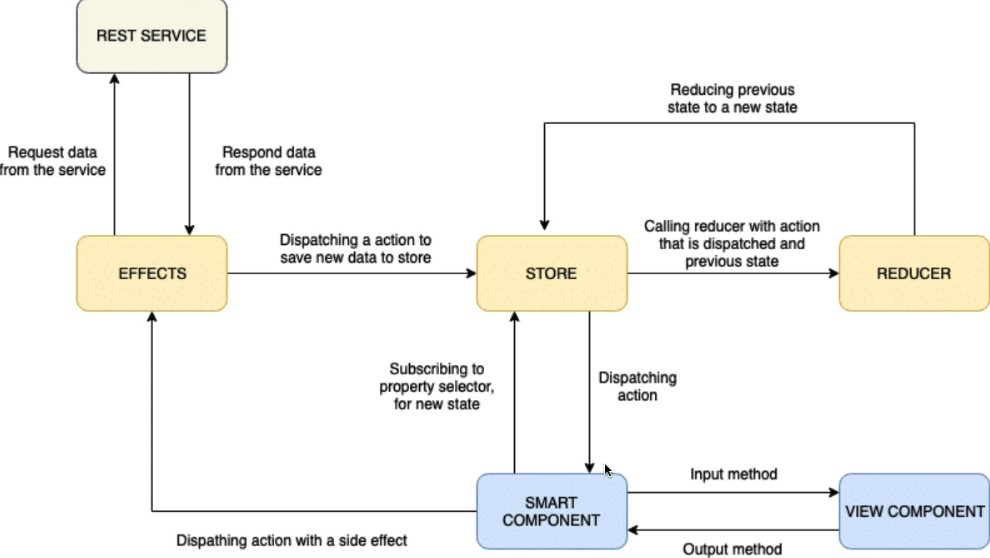 REST SERVICE
Reducing previous
state to a new state
Request data
from the service
Respond data
from the service
Dispatching a action to
save new data to store
Calling reducer with action
that is dispatched and
previous state
EFFECTS
STORE
REDUCER
Subscribing to
property selector,
for new state
Dispatching
action
Input method
SMART
COMPONENT
VIEW COMPONENT
Dispathing action with a side effect
Output method